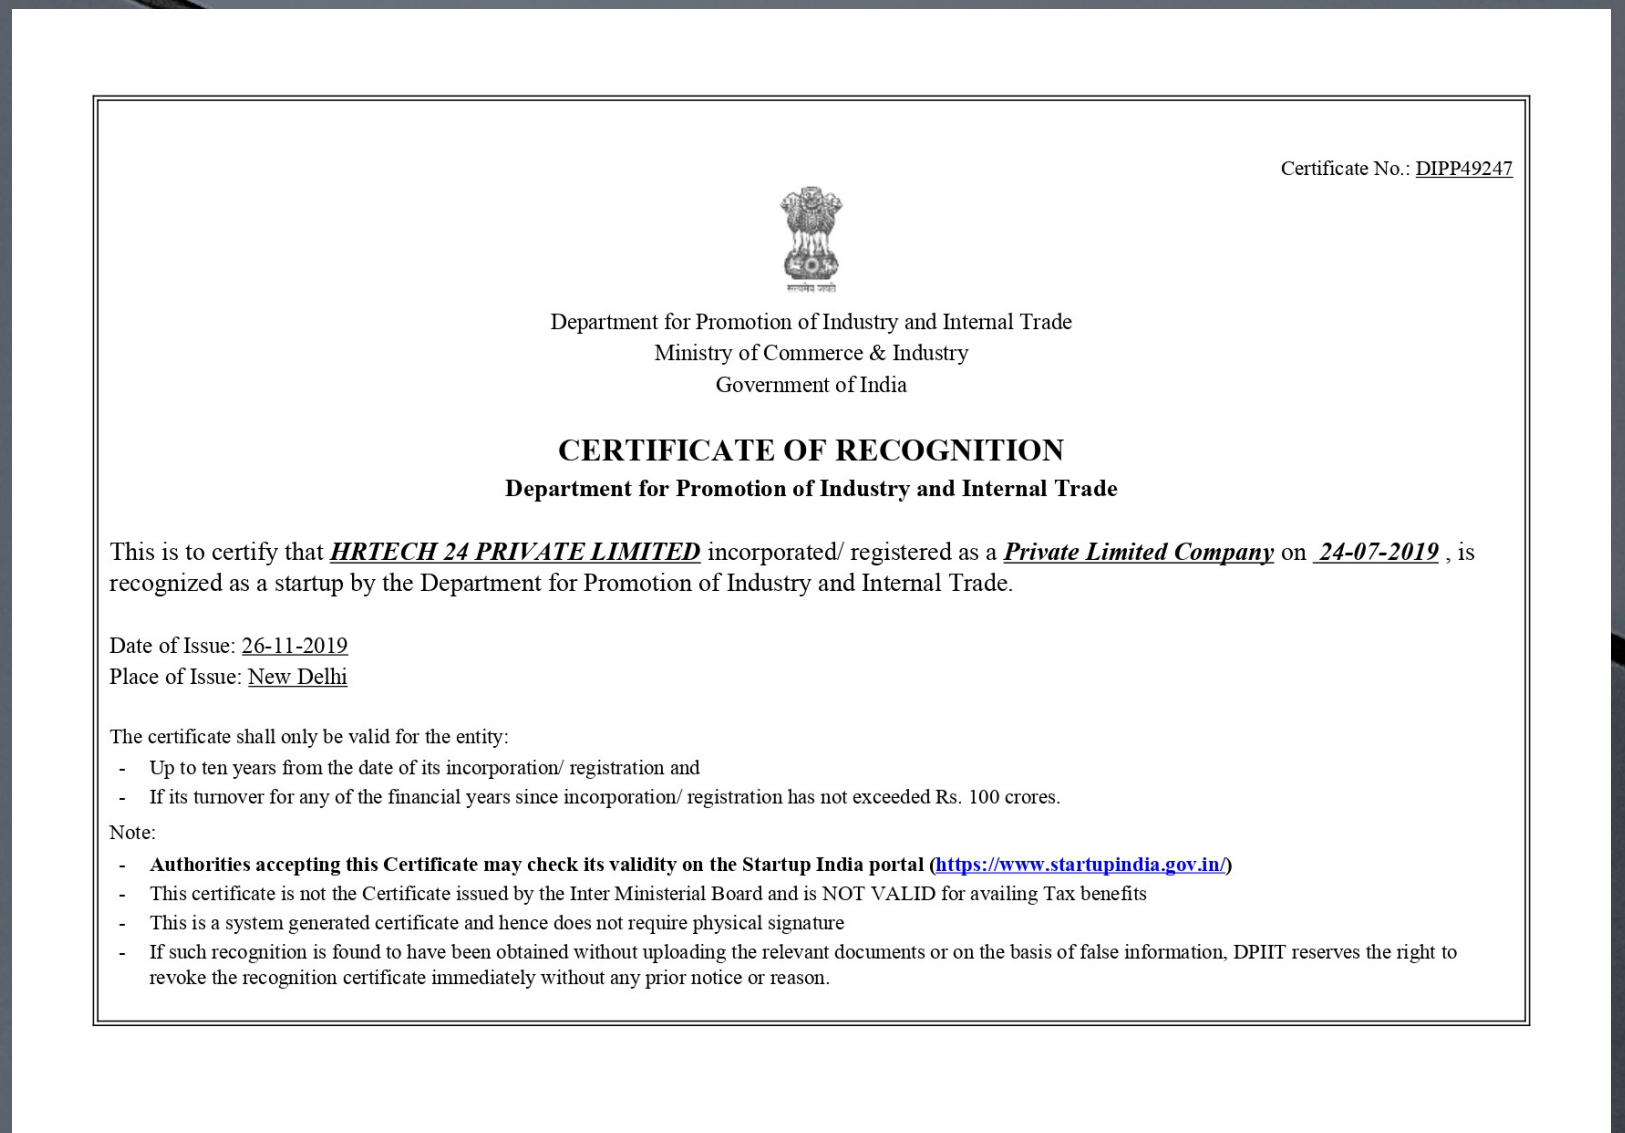 Certificate No.: DIPP49247
सत्यमेव जयते
Department for Promotion of Industry and Internal Trade
Ministry of Commerce & Industry
Government of India
CERTIFICATE OF RECOGNITION
Department for Promotion of Industry and Internal Trade
This is to certify that HRTECH 24 PRIVATE LIMITED incorporated/ registered as a Private Limited Company on 24-07-2019 , is
recognized as a startup by the Department for Promotion of Industry and Internal Trade.
Date of Issue: 26-11-2019
Place of Issue: New Delhi
The certificate shall only be valid for the entity:
- Up to ten years from the date of its incorporation/ registration and
- If its turnover for any of the financial years since incorporation/ registration has not exceeded Rs. 100 crores.
Note:
- Authorities accepting this Certificate may check its validity on the Startup India portal (https://www.startupindia.gov.in/)
- This certificate is not the Certificate issued by the Inter Ministerial Board and is NOT VALID for availing Tax benefits
- This is a system generated certificate and hence does not require physical signature
- If such recognition is found to have been obtained without uploading the relevant documents or on the basis of false information, DPIIT reserves the right to
revoke the recognition certificate immediately without any prior notice or reason.